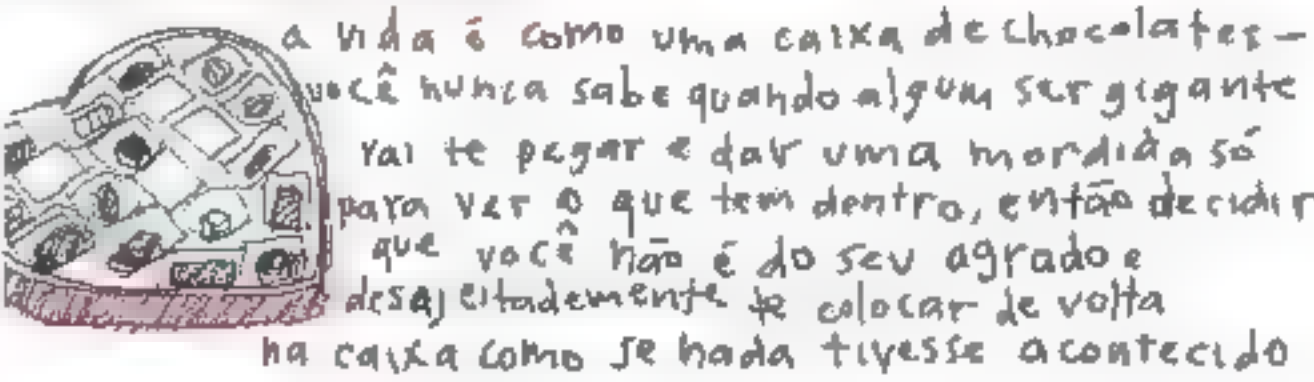 a vida é como uma caixa de chocolates—
você nunca sabe quando algum ser gigante
vai te pegar e dar uma mordida só
para ver o que tem dentro, então decidir
que você não é do seu agrado e
desajeitademente te colocar de volta
na caixa como se nada tivesse acontecido